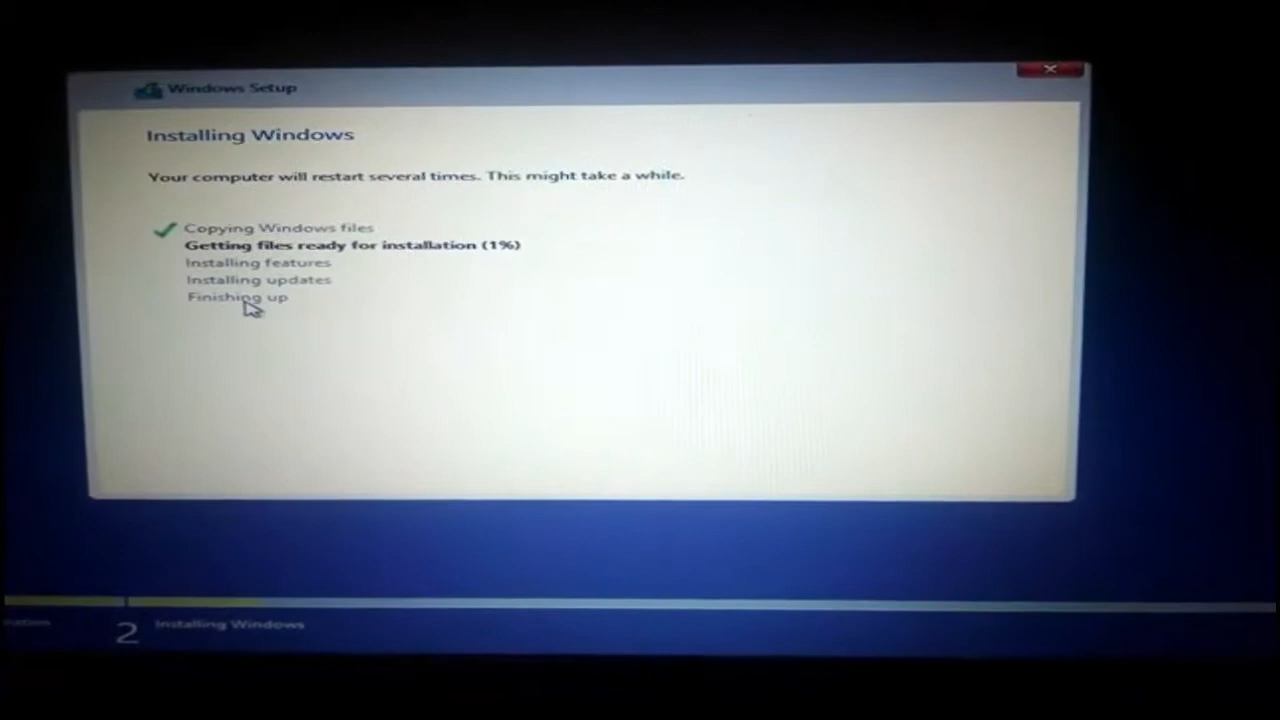 Windows Setup
Installing Windows
Your computer will restart several times. This might take a while.
Copying Windows files
Getting files ready for installation (1%)
Installing features
Installing updates
Finishing up
2 Installing Windows